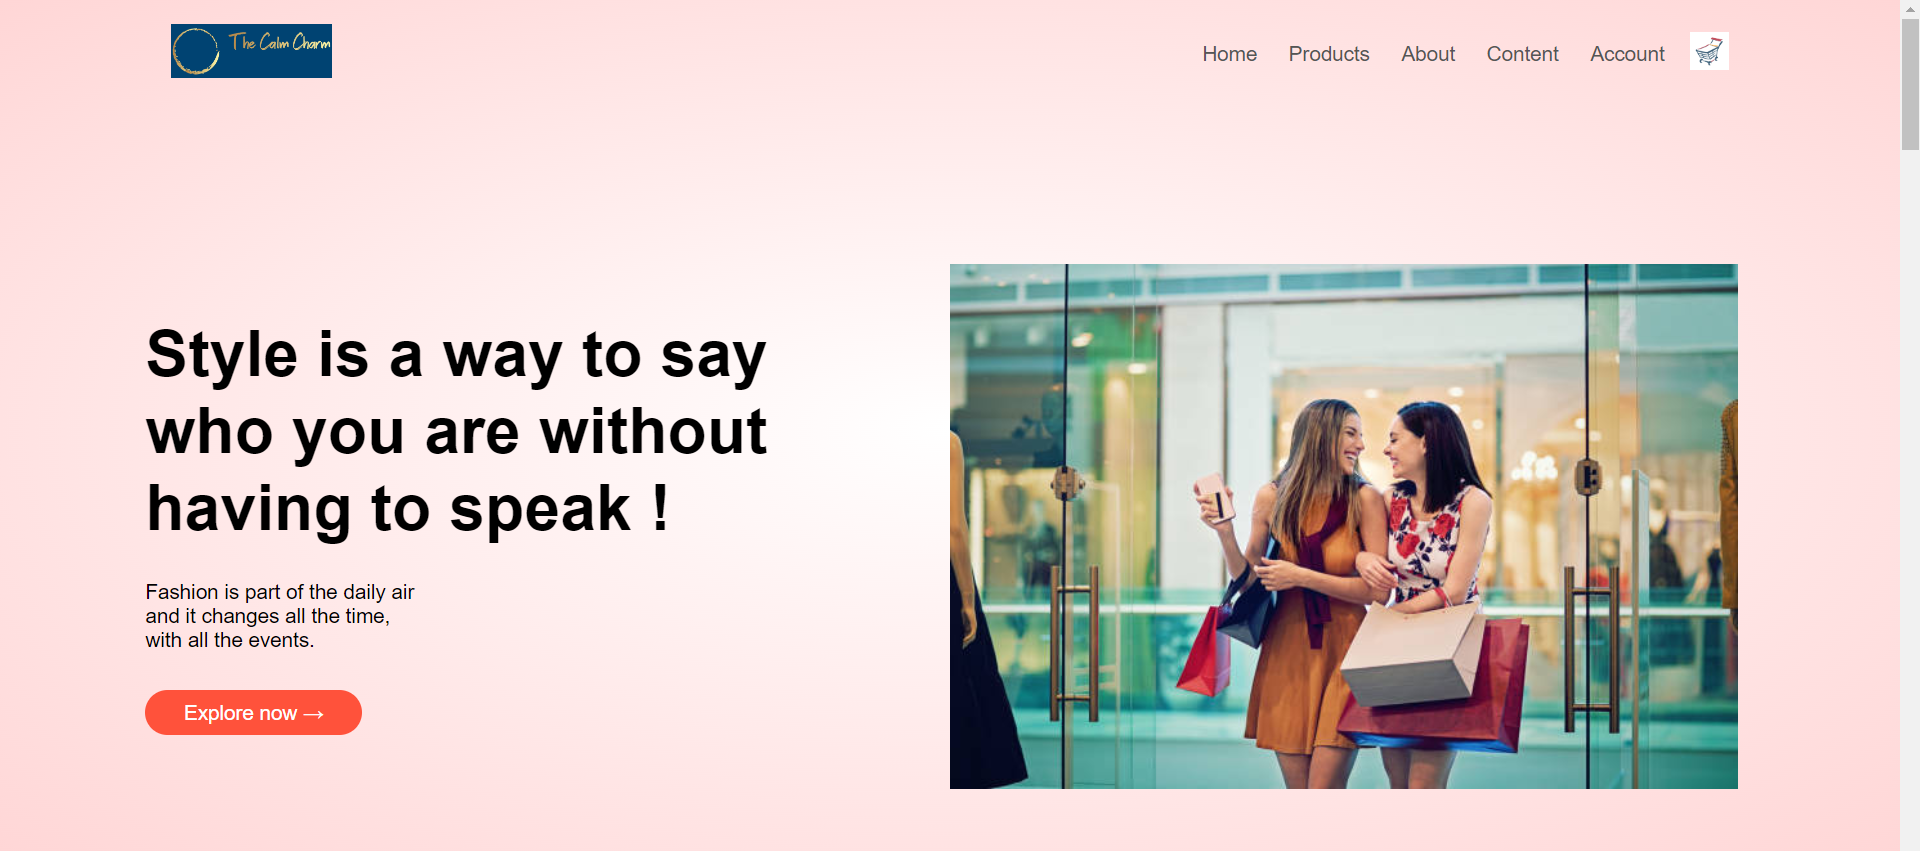 The Calm Charm
Home Products About Content Account
Style is a way to say
who you are without
having to speak !
Fashion is part of the daily air
and it changes all the time,
with all the events.
Explore now →